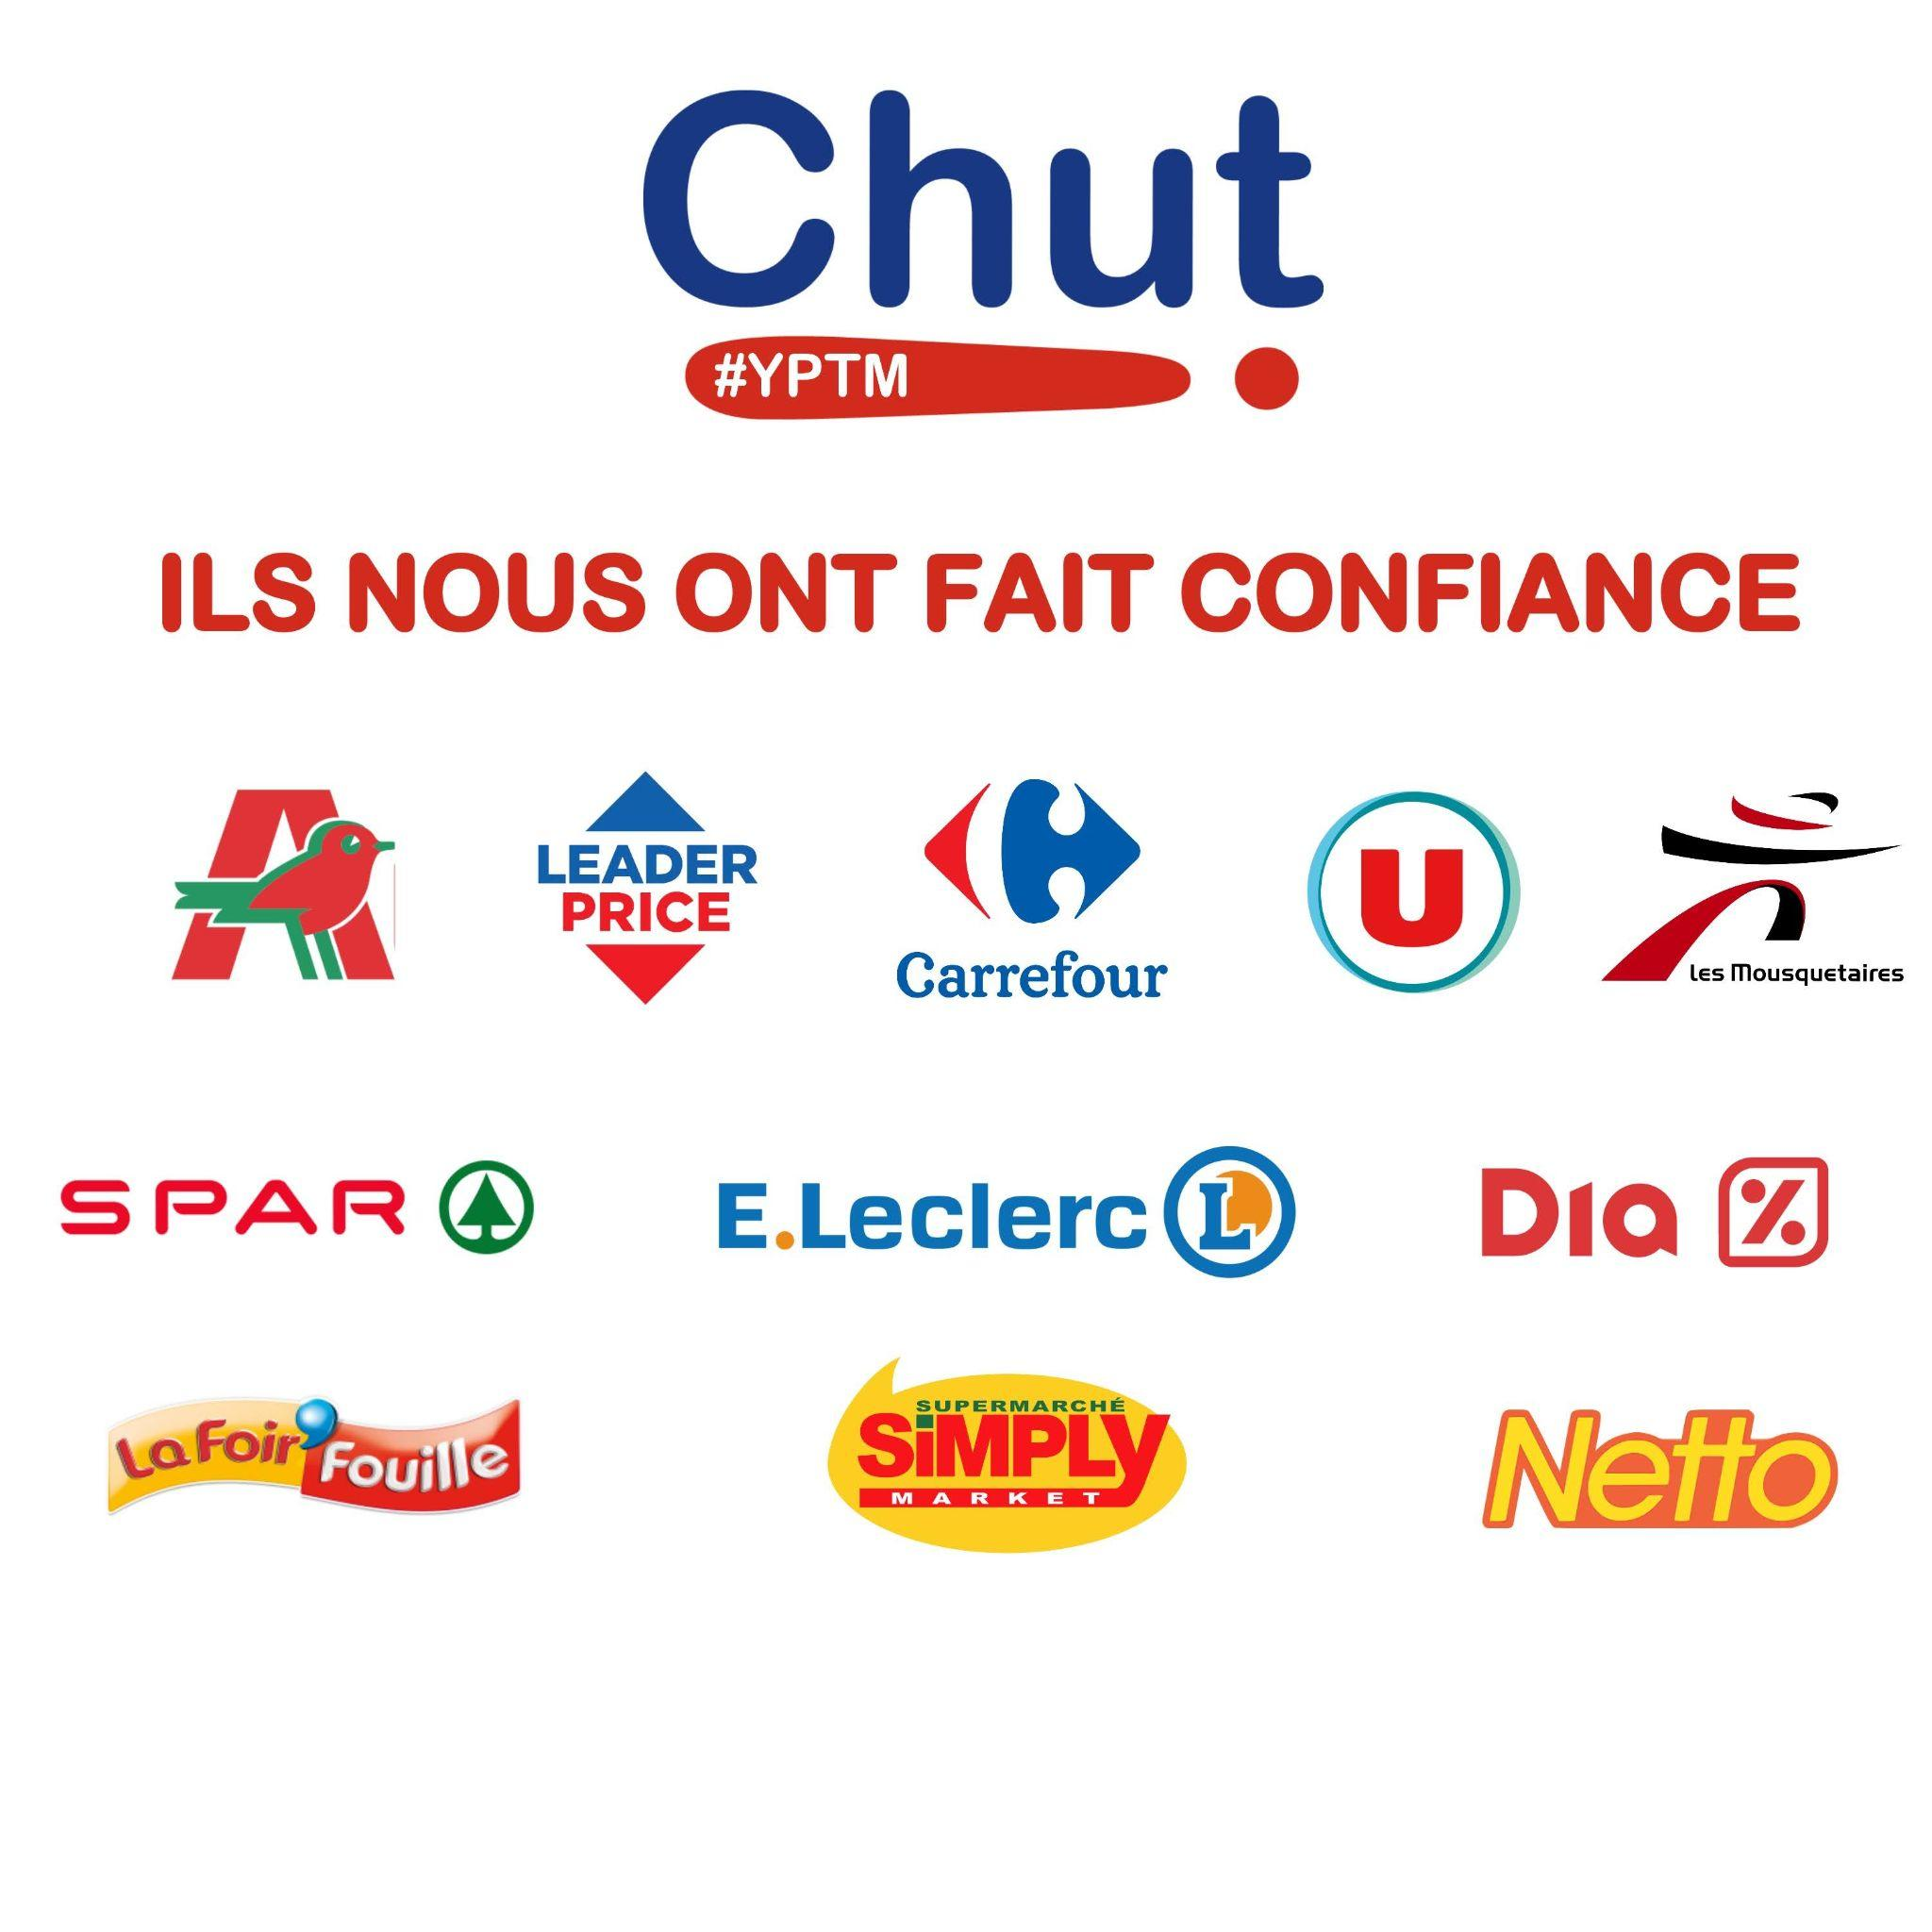 Chut
#YPTM
ILS NOUS ONT FAIT CONFIANCE
A
LEADER
PRICE
Carrefour
U
Les Mousquetaires
SPAR
E.Leclerc L
Dia %
La Foir'Fouille
SUPERMARCHÉ
SiMPLY
MARKET
Netto